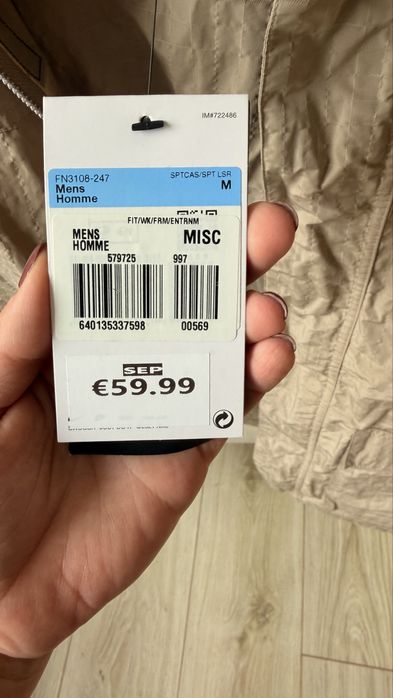 IM#722486
FN3108-247 SPTCAS/SPT LSR
Mens M
Homme
FIT/WK/FRM/ENTRNM
MENS MISC
HOMME
579725 997
640135337598 00569
SEP
€59.99